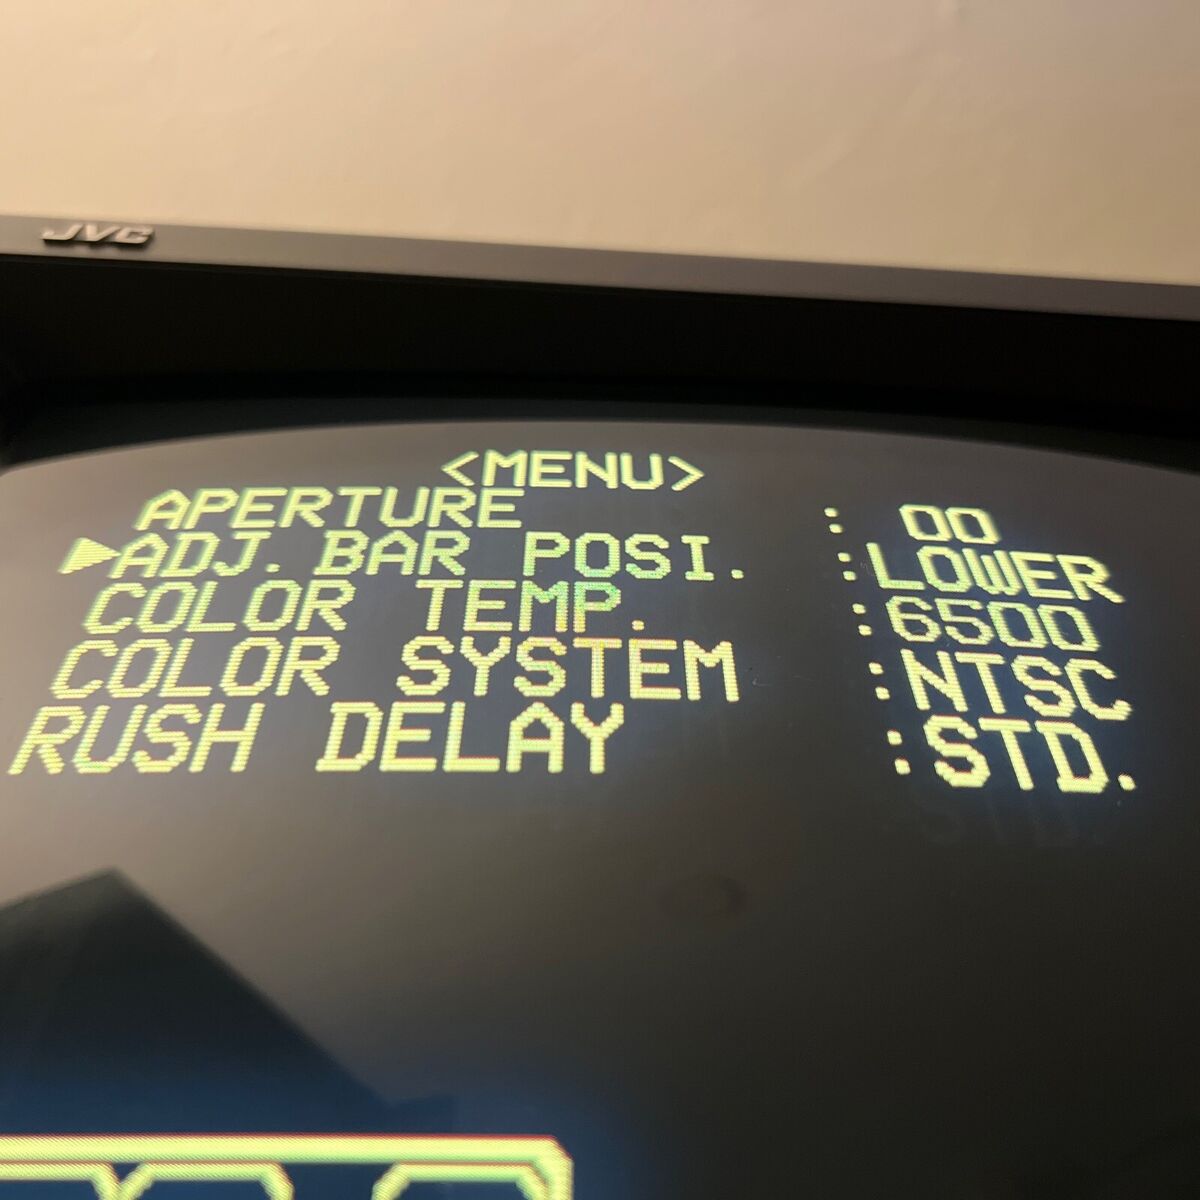 JVC
<MENU>
APERTURE : 00
▶ADJ. BAR POSI. :LOWER
COLOR TEMP. :6500
COLOR SYSTEM :NTSC
RUSH DELAY :STD.